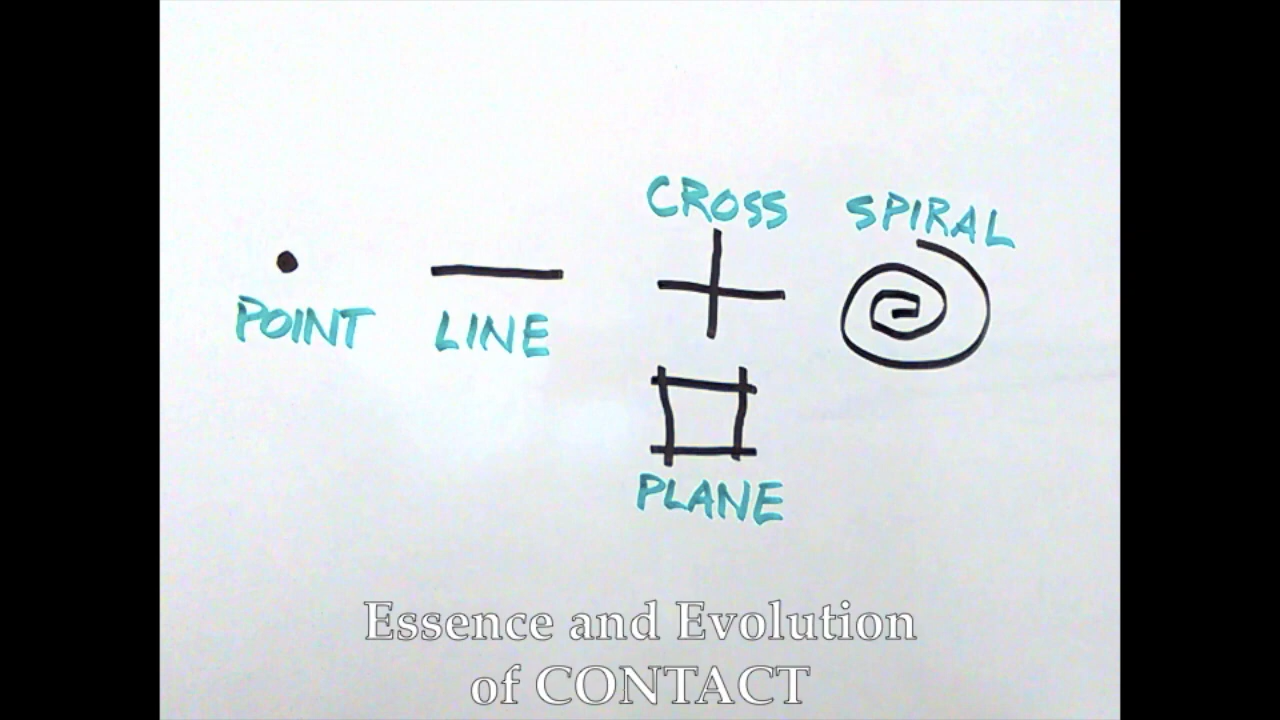 CROSS SPIRAL
POINT LINE
PLANE
Essence and Evolution
of CONTACT